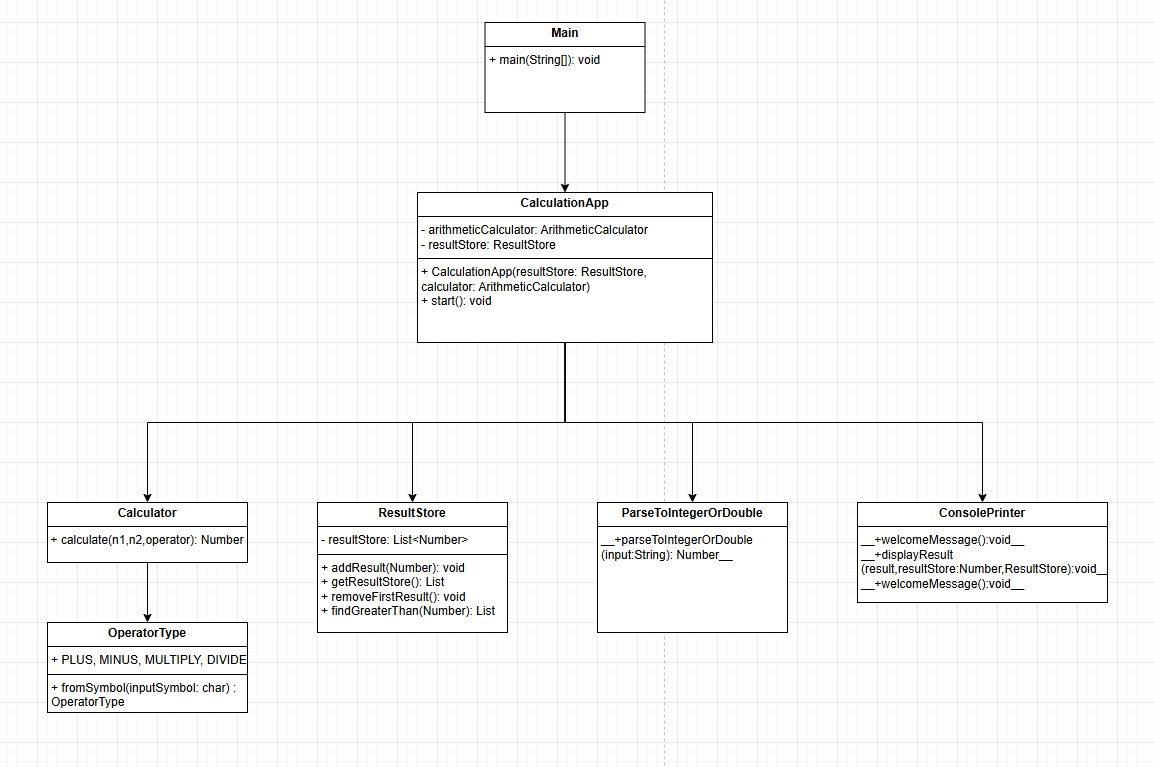 Main
+ main(String[]): void
CalculationApp
- arithmeticCalculator: ArithmeticCalculator
- resultStore: ResultStore
+ CalculationApp(resultStore: ResultStore,
calculator: ArithmeticCalculator)
+ start(): void
Calculator
+ calculate(n1,n2,operator): Number
OperatorType
+ PLUS, MINUS, MULTIPLY, DIVIDE
+ fromSymbol(inputSymbol: char) :
OperatorType
ResultStore
- resultStore: List<Number>
+ addResult(Number): void
+ getResultStore(): List
+ removeFirstResult(): void
+ findGreaterThan(Number): List
ParseToIntegerOrDouble
__+parseToIntegerOrDouble
(input:String): Number__
ConsolePrinter
__+welcomeMessage():void__
__+displayResult
(result,resultStore:Number,ResultStore):void__
__+welcomeMessage():void__